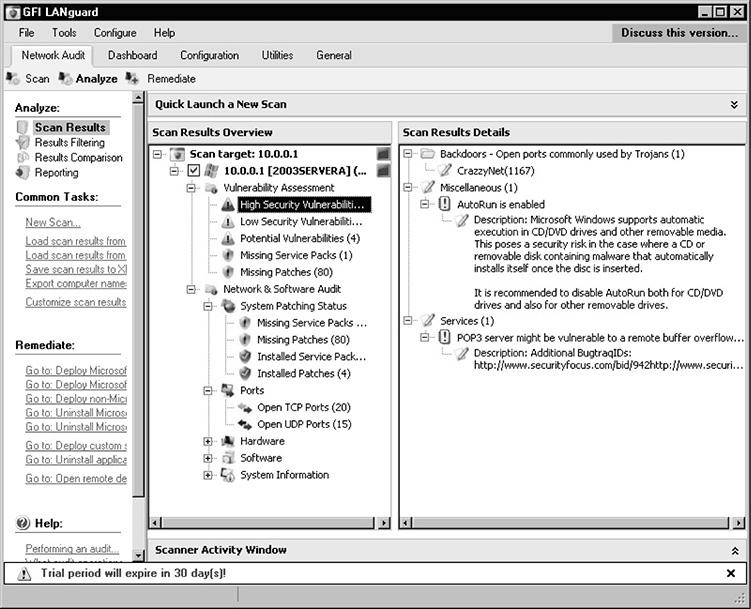 GFI LANguard
File Tools Configure Help
Discuss this version...
Network Audit Dashboard Configuration Utilities General
Scan Analyze Remediate
Analyze:
Scan Results
Results Filtering
Results Comparison
Reporting
Common Tasks:
New Scan...
Load scan results from
Load scan results from
Save scan results to XM
Export computer names
Customize scan results
Remediate:
Go to: Deploy Microsof
Go to: Deploy Microsof
Go to: Deploy non-Micr
Go to: Uninstall Micros
Go to: Uninstall Micros
Go to: Deploy custom s
Go to: Uninstall applica
Go to: Open remote de
Help:
Performing an audit...
Quick Launch a New Scan
Scan Results Overview
Scan target: 10.0.0.1
10.0.0.1 [2003SERVERA] (...
Vulnerability Assessment
High Security Vulnerabiliti...
Low Security Vulnerabiliti...
Potential Vulnerabilities (4)
Missing Service Packs (1)
Missing Patches (80)
Network & Software Audit
System Patching Status
Missing Service Packs ...
Missing Patches (80)
Installed Service Pack...
Installed Patches (4)
Ports
Open TCP Ports (20)
Open UDP Ports (15)
Hardware
Software
System Information
Scan Results Details
Backdoors - Open ports commonly used by Trojans (1)
CrazzyNet(1167)
Miscellaneous (1)
AutoRun is enabled
Description: Microsoft Windows supports automatic
execution in CD/DVD drives and other removable media.
This poses a security risk in the case where a CD or
removable disk containing malware that automatically
installs itself once the disc is inserted.
It is recommended to disable AutoRun both for CD/DVD
drives and also for other removable drives.
Services (1)
POP3 server might be vulnerable to a remote buffer overflow...
Description: Additional BugtraqIDs:
http://www.securityfocus.com/bid/942http://www.securi...
Scanner Activity Window
Trial period will expire in 30 day(s)!